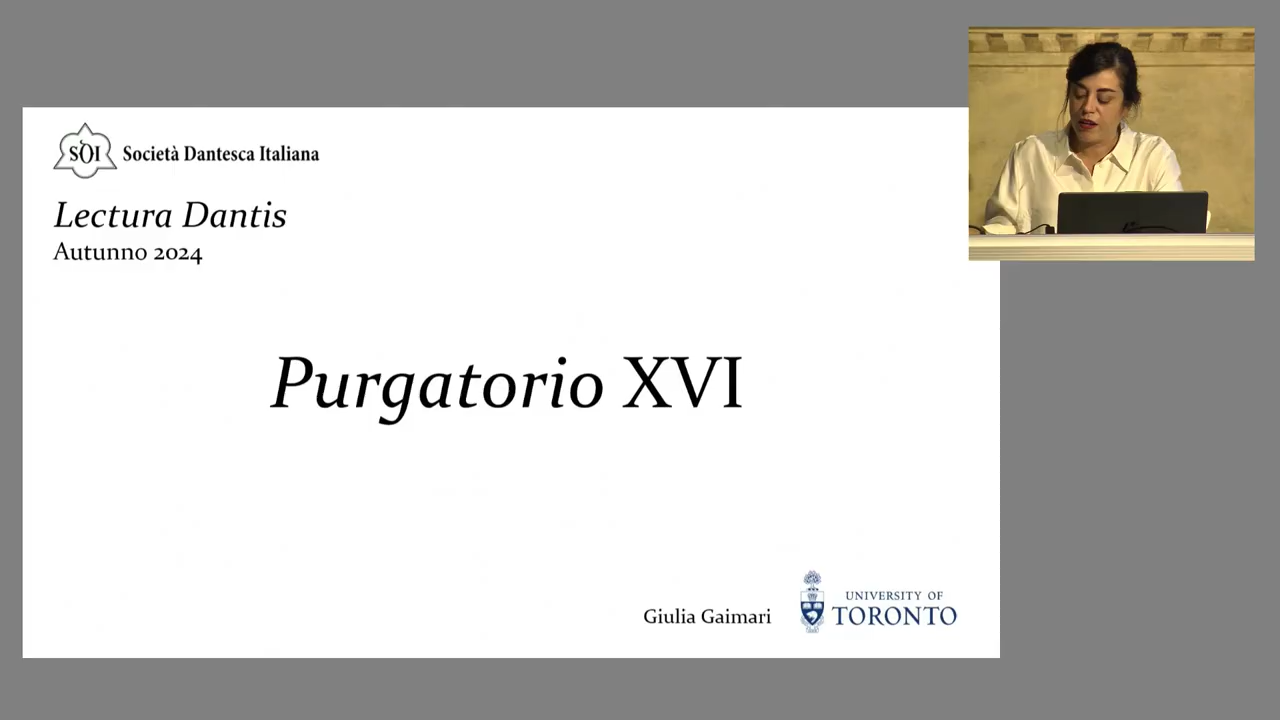 SDI Società Dantesca Italiana
Lectura Dantis
Autunno 2024
Purgatorio XVI
Giulia Gaimari
UNIVERSITY OF
TORONTO